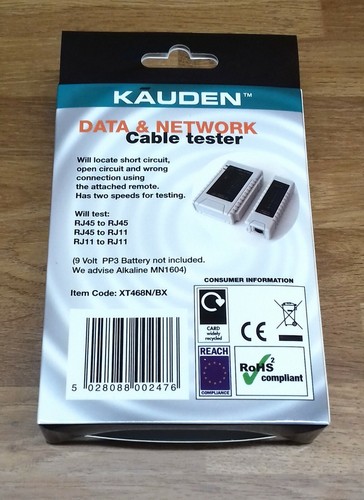 KAUDEN™
DATA & NETWORK
Cable tester
Will locate short circuit,
open circuit and wrong
connection using
the attached remote.
Has two speeds for testing.
Will test:
RJ45 to RJ45
RJ45 to RJ11
RJ11 to RJ11
(9 Volt PP3 Battery not included.
We advise Alkaline MN1604)
Item Code: XT468N/BX
CONSUMER INFORMATION
CARD
widely
recycled
CE
REACH
COMPLIANCE
RoHS2
compliant
5 028088 002476